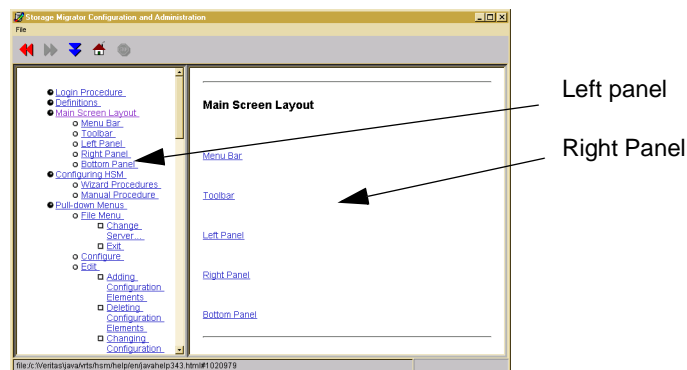 Storage Migrator Configuration and Administration
File
Login Procedure
Definitions
Main Screen Layout
Menu Bar
Toolbar
Left Panel
Right Panel
Bottom Panel
Configuring HSM
Wizard Procedures
Manual Procedure
Pull-down Menus
File Menu
Change
Server...
Exit
Configure
Edit
Adding
Configuration
Elements
Deleting
Configuration
Elements
Changing
Configuration
Main Screen Layout
Menu Bar
Toolbar
Left Panel
Right Panel
Bottom Panel
Left panel
Right Panel
file:/c:\Veritas\java/vrts/hsm/help/en/javahelp343.html#1020979